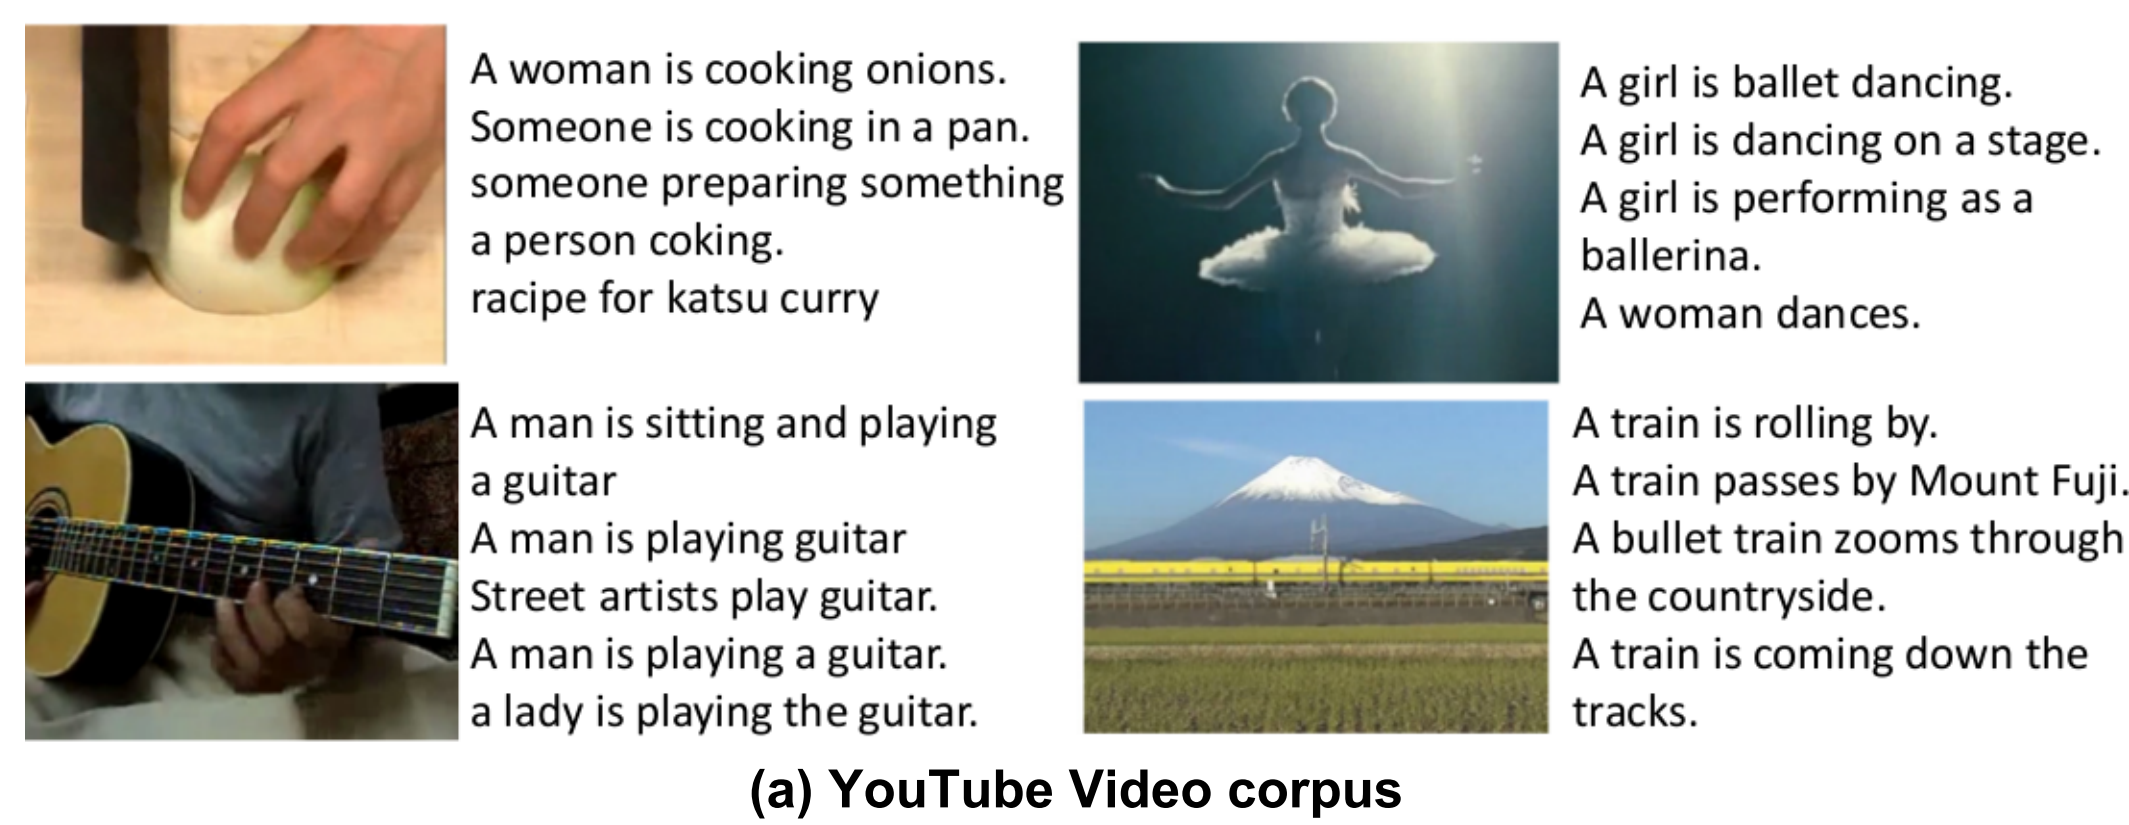 A woman is cooking onions.
Someone is cooking in a pan.
someone preparing something
a person coking.
racipe for katsu curry
A girl is ballet dancing.
A girl is dancing on a stage.
A girl is performing as a
ballerina.
A woman dances.
A man is sitting and playing
a guitar
A man is playing guitar
Street artists play guitar.
A man is playing a guitar.
a lady is playing the guitar.
A train is rolling by.
A train passes by Mount Fuji.
A bullet train zooms through
the countryside.
A train is coming down the
tracks.
(a) YouTube Video corpus